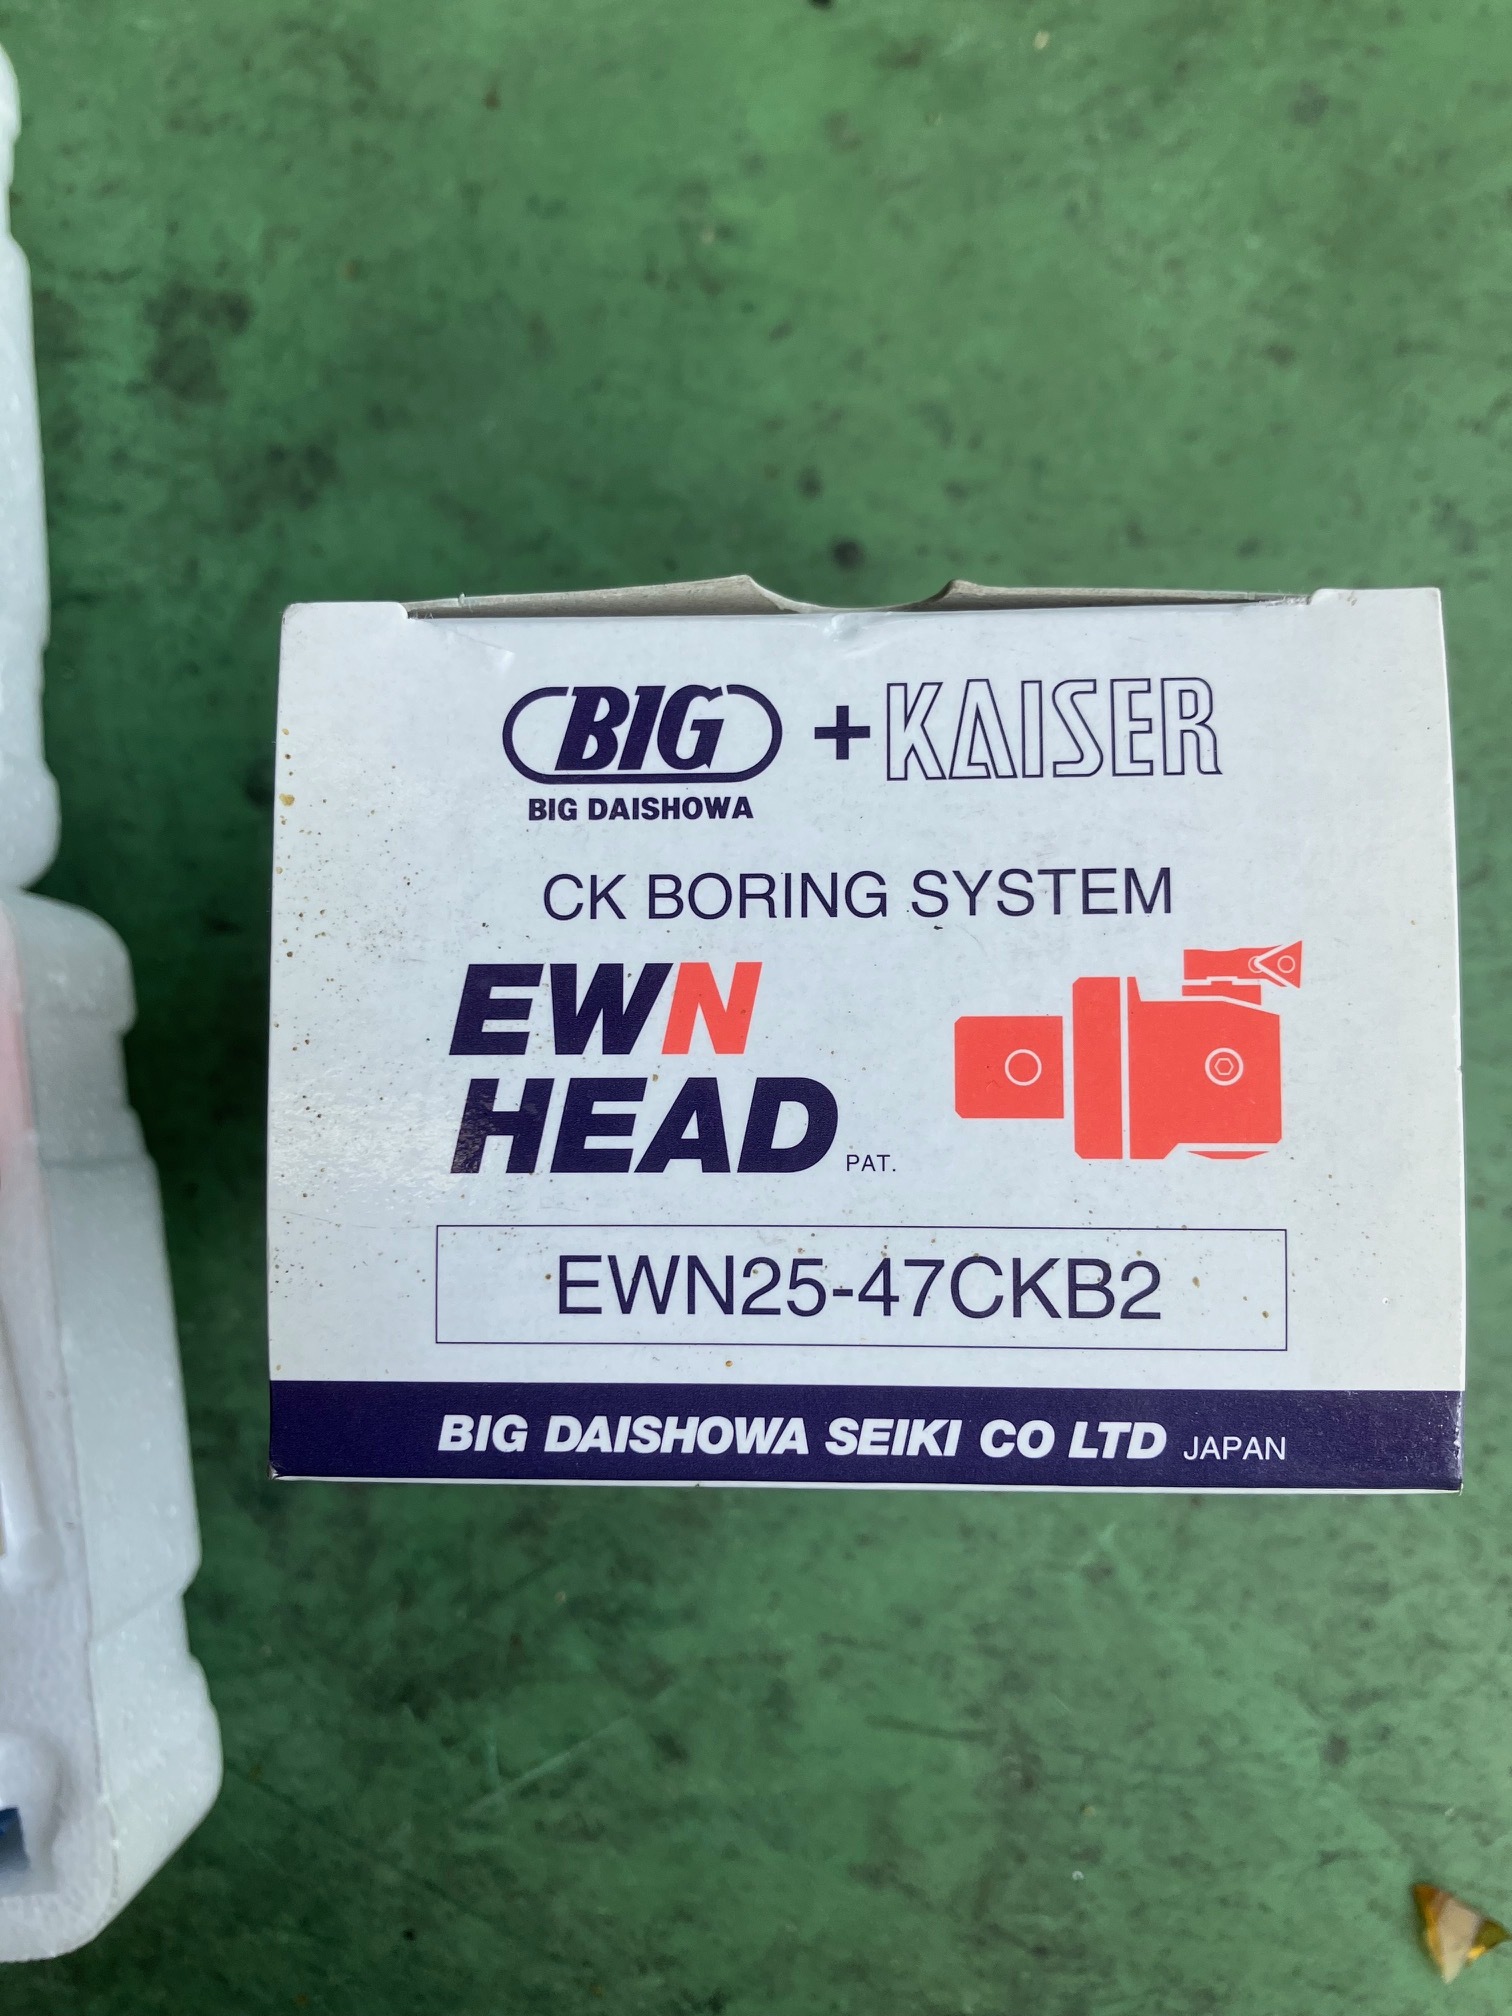 BIG + KAISER
BIG DAISHOWA
CK BORING SYSTEM
EWN
HEAD PAT.
EWN25-47CKB2
BIG DAISHOWA SEIKI CO LTD JAPAN